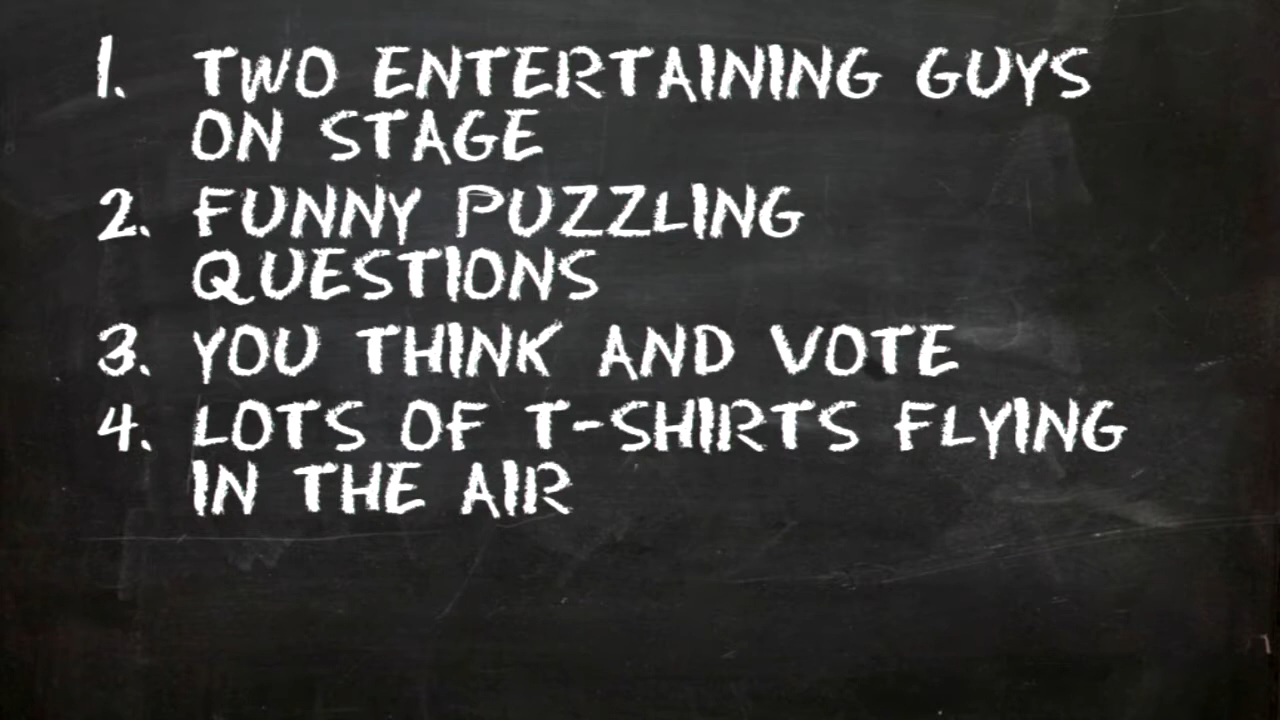 1. TWO ENTERTAINING GUYS
ON STAGE
2. FUNNY PUZZLING
QUESTIONS
3. YOU THINK AND VOTE
4. LOTS OF T-SHIRTS FLYING
IN THE AIR